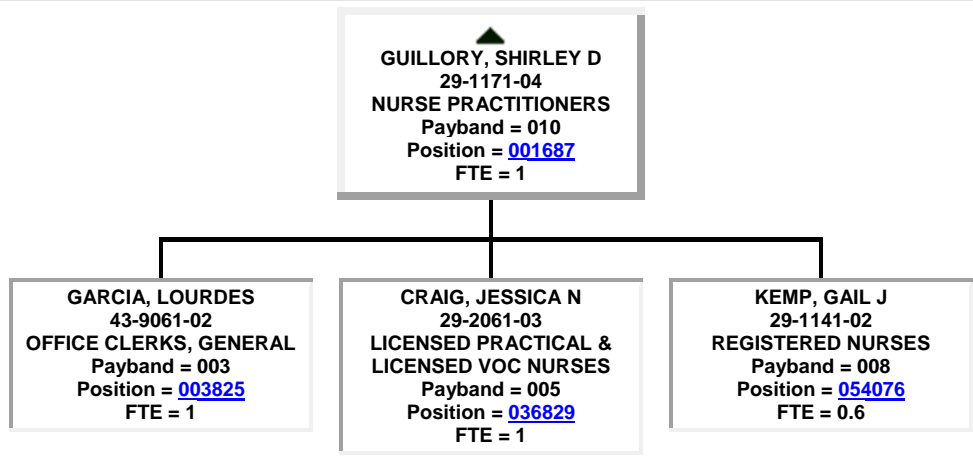 GUILLORY, SHIRLEY D
29-1171-04
NURSE PRACTITIONERS
Payband = 010
Position = 001687
FTE = 1
GARCIA, LOURDES
43-9061-02
OFFICE CLERKS, GENERAL
Payband = 003
Position = 003825
FTE = 1
CRAIG, JESSICA N
29-2061-03
LICENSED PRACTICAL &
LICENSED VOC NURSES
Payband = 005
Position = 036829
FTE = 1
KEMP, GAIL J
29-1141-02
REGISTERED NURSES
Payband = 008
Position = 054076
FTE = 0.6